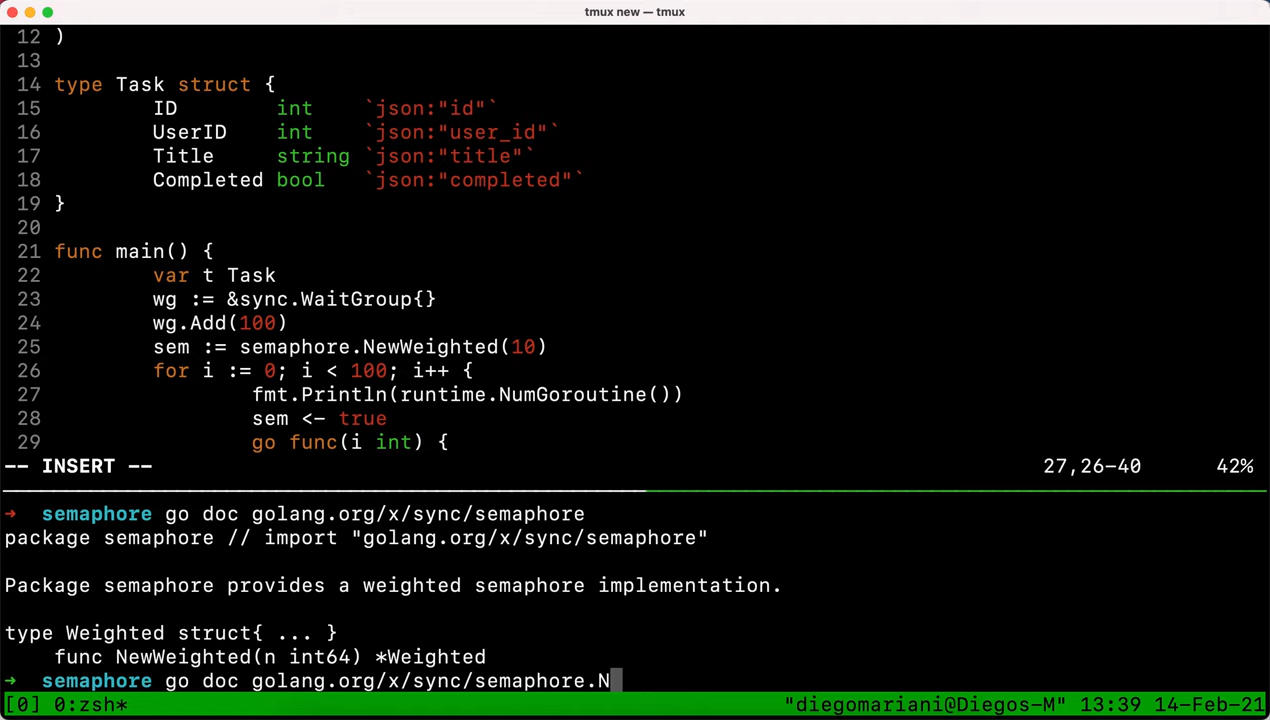 tmux new — tmux
12 )
13
14 type Task struct {
15 ID int `json:"id"`
16 UserID int `json:"user_id"`
17 Title string `json:"title"`
18 Completed bool `json:"completed"`
19 }
20
21 func main() {
22 var t Task
23 wg := &sync.WaitGroup{}
24 wg.Add(100)
25 sem := semaphore.NewWeighted(10)
26 for i := 0; i < 100; i++ {
27 fmt.Println(runtime.NumGoroutine())
28 sem <- true
29 go func(i int) {
-- INSERT -- 27,26-40 42%
→ semaphore go doc golang.org/x/sync/semaphore
package semaphore // import "golang.org/x/sync/semaphore"
Package semaphore provides a weighted semaphore implementation.
type Weighted struct{ ... }
func NewWeighted(n int64) *Weighted
→ semaphore go doc golang.org/x/sync/semaphore.N
[0] 0:zsh* "diegomariani@Diegos-M" 13:39 14-Feb-21